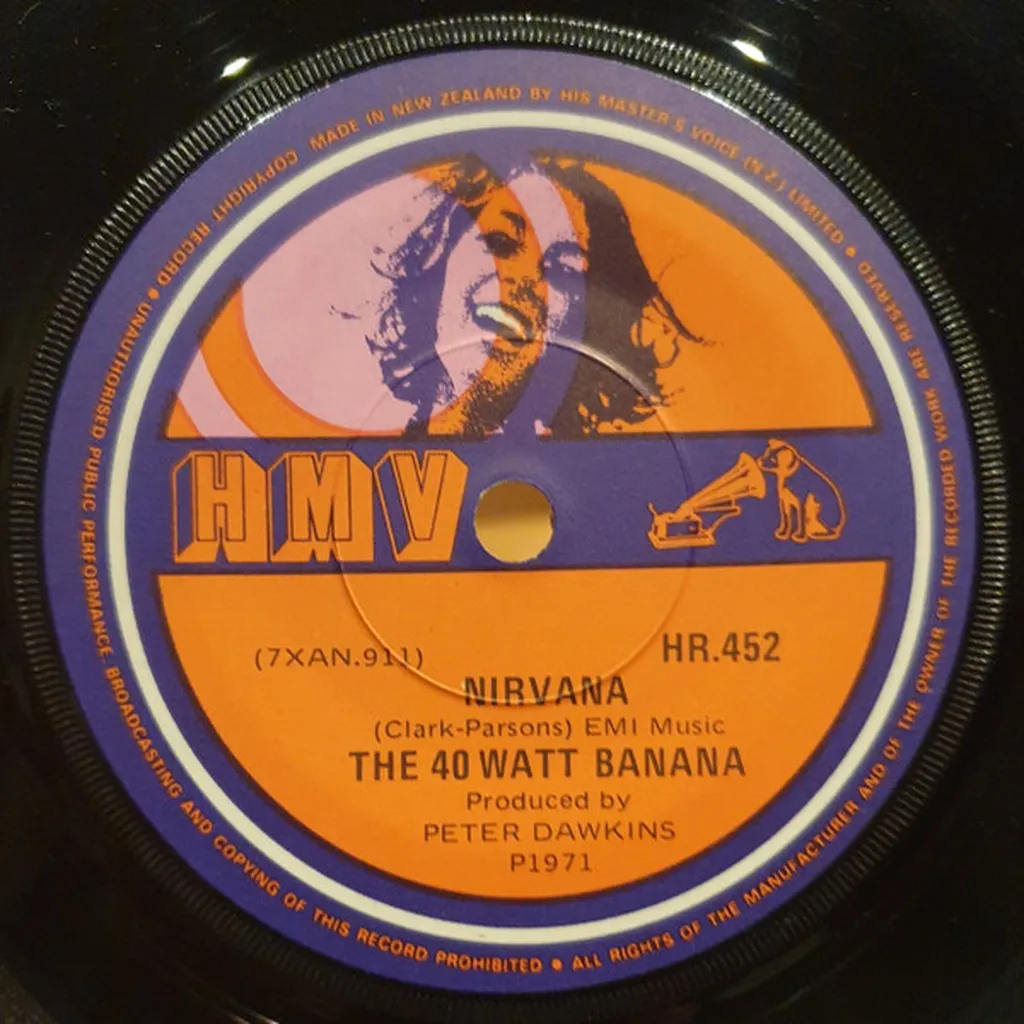 MADE IN NEW ZEALAND BY HIS MASTER'S VOICE (N Z) LIMITED • ALL RIGHTS OF THE MANUFACTURER AND OF THE OWNER OF THE RECORDED WORK ARE RESERVED • UNAUTHORISED PUBLIC PERFORMANCE, BROADCASTING AND COPYING OF THIS RECORD PROHIBITED • COPYRIGHT RECORD
HMV
(7XAN.911)
HR.452
NIRVANA
(Clark-Parsons) EMI Music
THE 40 WATT BANANA
Produced by
PETER DAWKINS
P1971